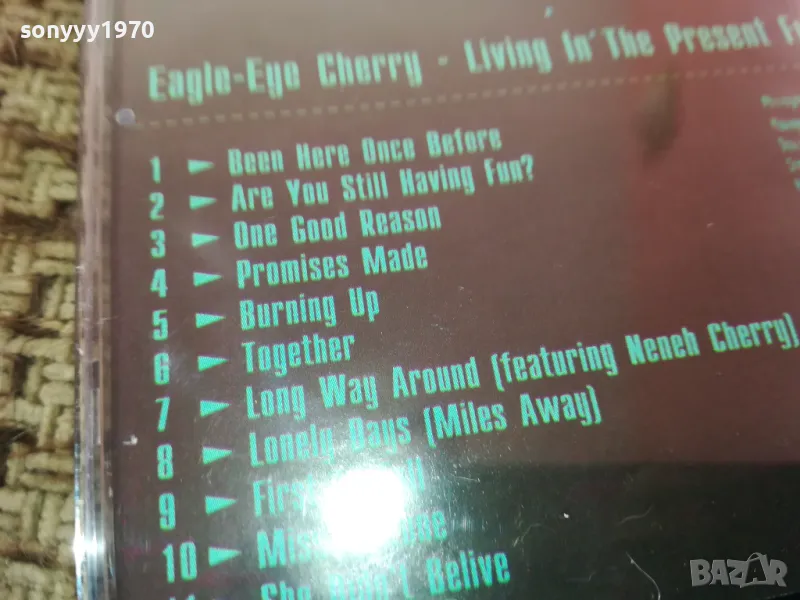 sonyyy1970
Eagle-Eye Cherry - Living In' The Present
1 ► Been Here Once Before
2 ► Are You Still Having Fun?
3 ► One Good Reason
4 ► Promises Made
5 ► Burning Up
6 ► Together
7 ► Long Way Around (featuring Neneh Cherry)
8 ► Lonely Days (Miles Away)
9 ►
10 ►
She Didn't Belive
BAZAR